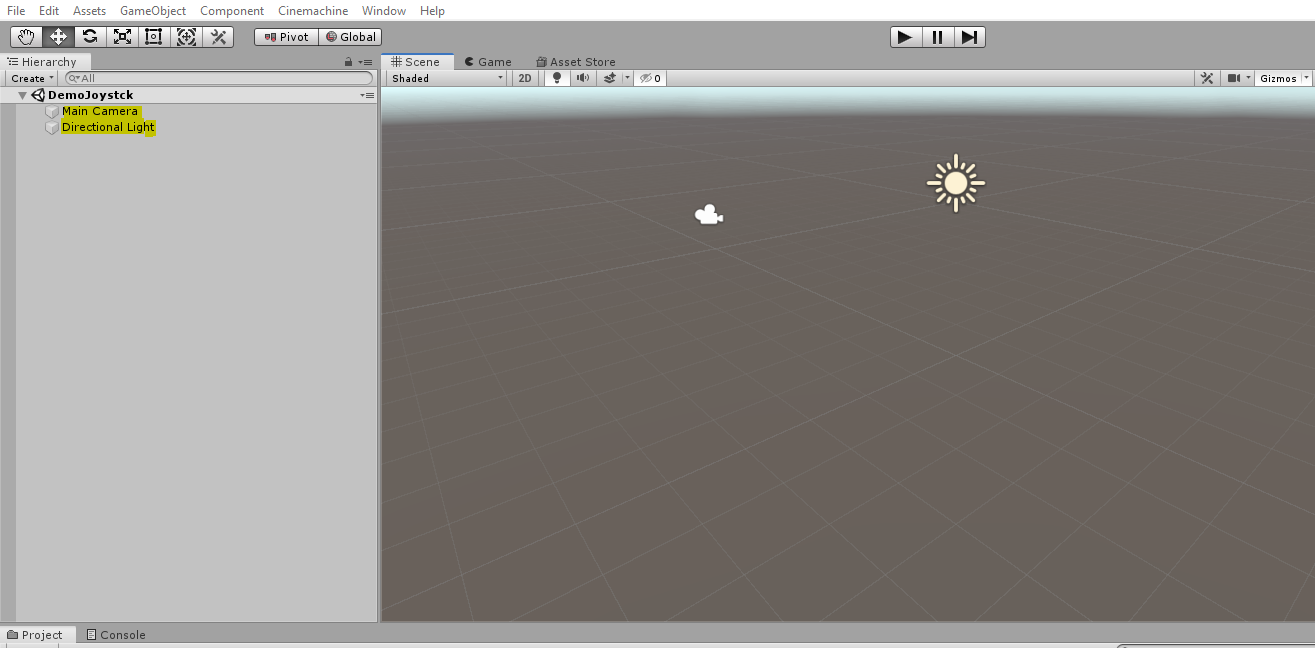 File Edit Assets GameObject Component Cinemachine Window Help
Pivot Global
Hierarchy
Scene Game Asset Store
Create All
Shaded 2D 0 Gizmos
DemoJoystck
Main Camera
Directional Light
Project Console